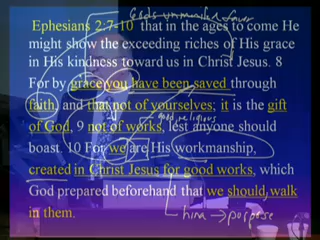 God's unmerited favor
Ephesians 2:7-10 that in the ages to come He
might show the exceeding riches of His grace
in His kindness toward us in Christ Jesus. 8
For by grace you have been saved through
faith, and that not of yourselves; it is the gift
good, religious
of God, 9 not of works, lest anyone should
boast. 10 For we are His workmanship,
created in Christ Jesus for good works, which
God prepared beforehand that we should walk
in them.
purpose